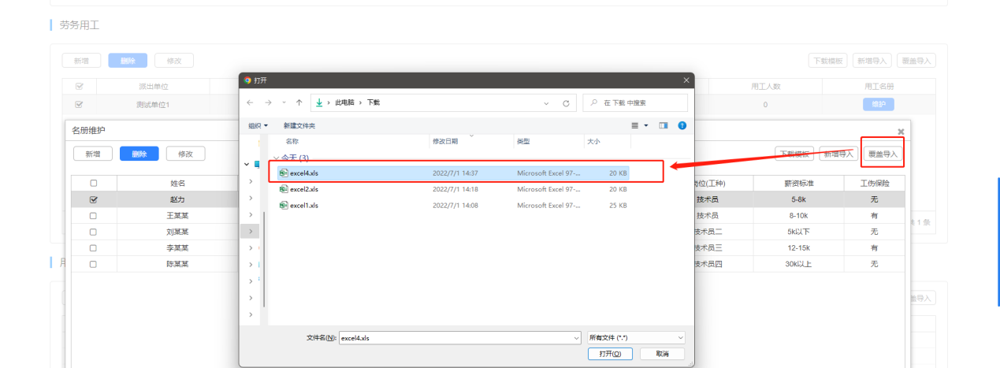 劳务用工
新增 删除 修改 下载模板 新增导入 覆盖导入
派出单位 用工人数 用工名册
测试单位1 0 维护
打开
此电脑 › 下载
在 下载 中搜索
组织 新建文件夹
名称 修改日期 类型 大小
今天 (3)
excel4.xls 2022/7/1 14:37 Microsoft Excel 97-... 20 KB
excel2.xls 2022/7/1 14:18 Microsoft Excel 97-... 20 KB
excel1.xls 2022/7/1 14:08 Microsoft Excel 97-... 25 KB
文件名(N): excel4.xls 所有文件 (*.*)
打开(O) 取消
名册维护
新增 删除 修改 下载模板 新增导入 覆盖导入
姓名 岗位(工种) 薪资标准 工伤保险
赵力 技术员 5-8k 无
王某某 技术员 8-10k 有
刘某某 技术员二 5k以下 无
李某某 技术员三 12-15k 有
陈某某 技术员四 30k以上 无
共 1 条
用
覆盖导入